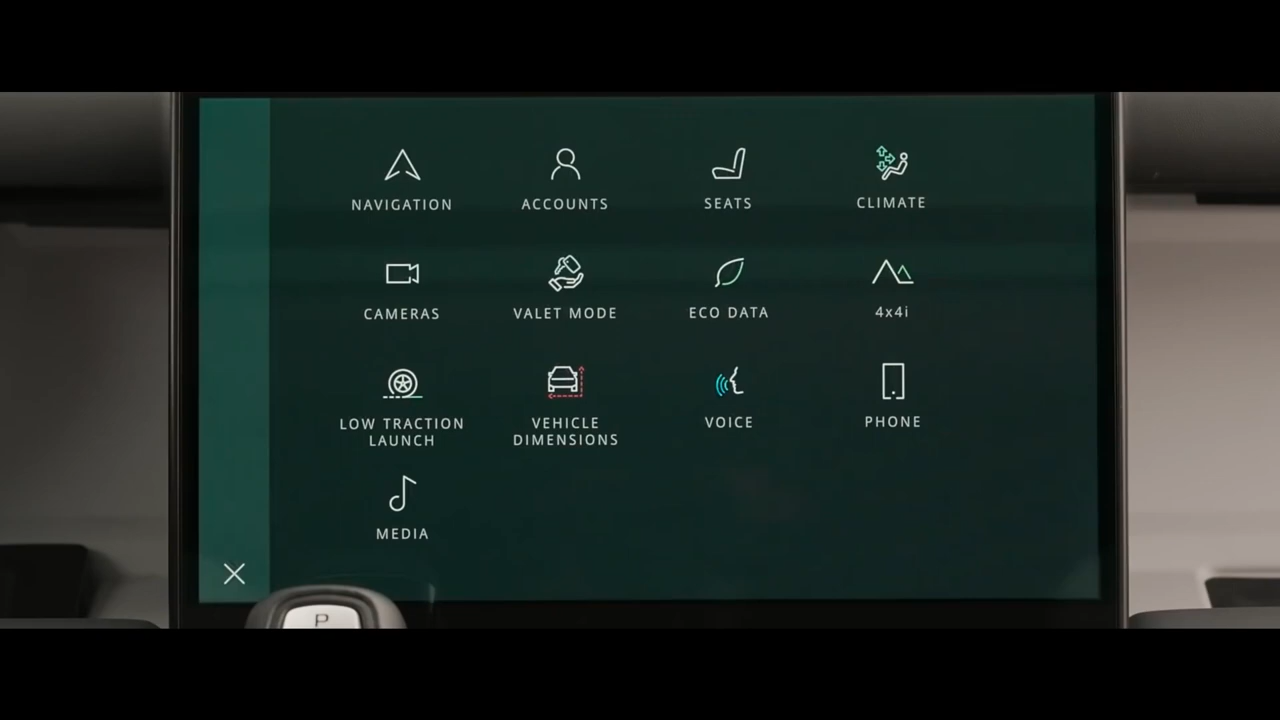 NAVIGATION
ACCOUNTS
SEATS
CLIMATE
CAMERAS
VALET MODE
ECO DATA
4x4i
LOW TRACTION
LAUNCH
VEHICLE
DIMENSIONS
VOICE
PHONE
MEDIA
P